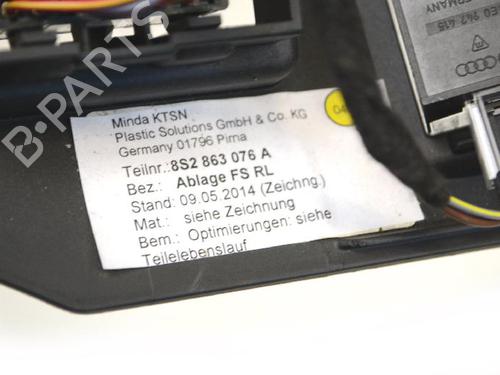 B-PARTS
GERMANY
Minda KTSN
Plastic Solutions GmbH & Co. KG
Germany 01796 Pirna
Teilnr.: 8S2 863 076 A
Bez.: Ablage FS RL
Stand: 09.05.2014 (Zeichng.)
Mat.: siehe Zeichnung
Bem.: Optimierungen: siehe
Teilelebenslauf